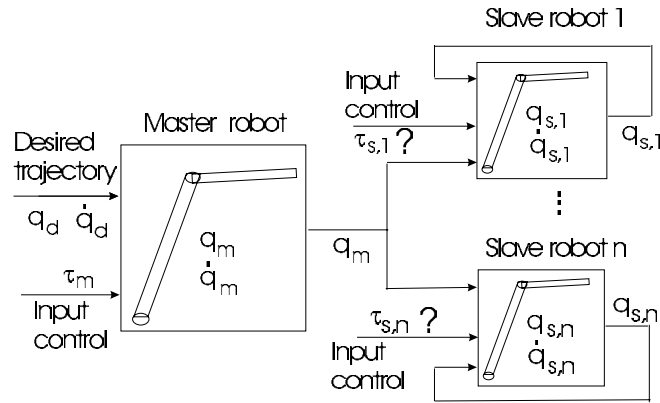 Slave robot 1
Input
control
τs,1 ?
qs,1
q̇s,1
qs,1
Master robot
Desired
trajectory
qd q̇d
τm
Input
control
qm
q̇m
qm
Slave robot n
τs,n ?
Input
control
qs,n
q̇s,n
qs,n